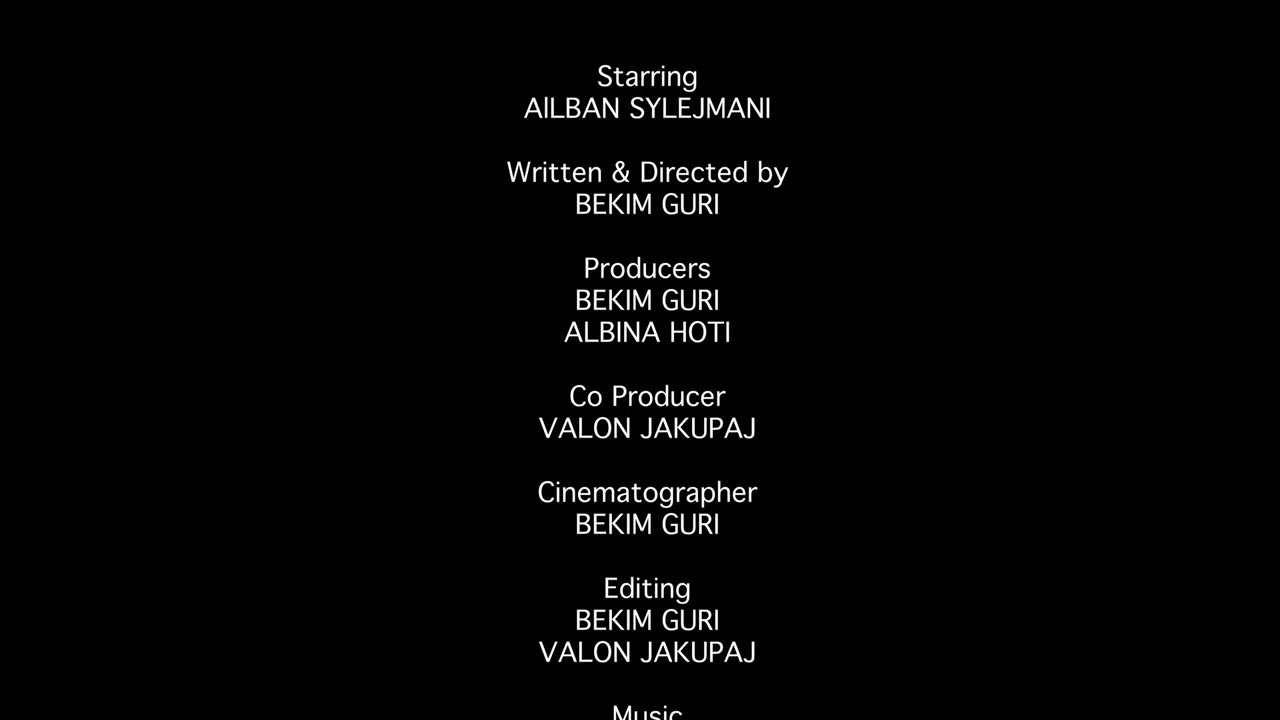 Starring
AILBAN SYLEJMANI
Written & Directed by
BEKIM GURI
Producers
BEKIM GURI
ALBINA HOTI
Co Producer
VALON JAKUPAJ
Cinematographer
BEKIM GURI
Editing
BEKIM GURI
VALON JAKUPAJ
Music